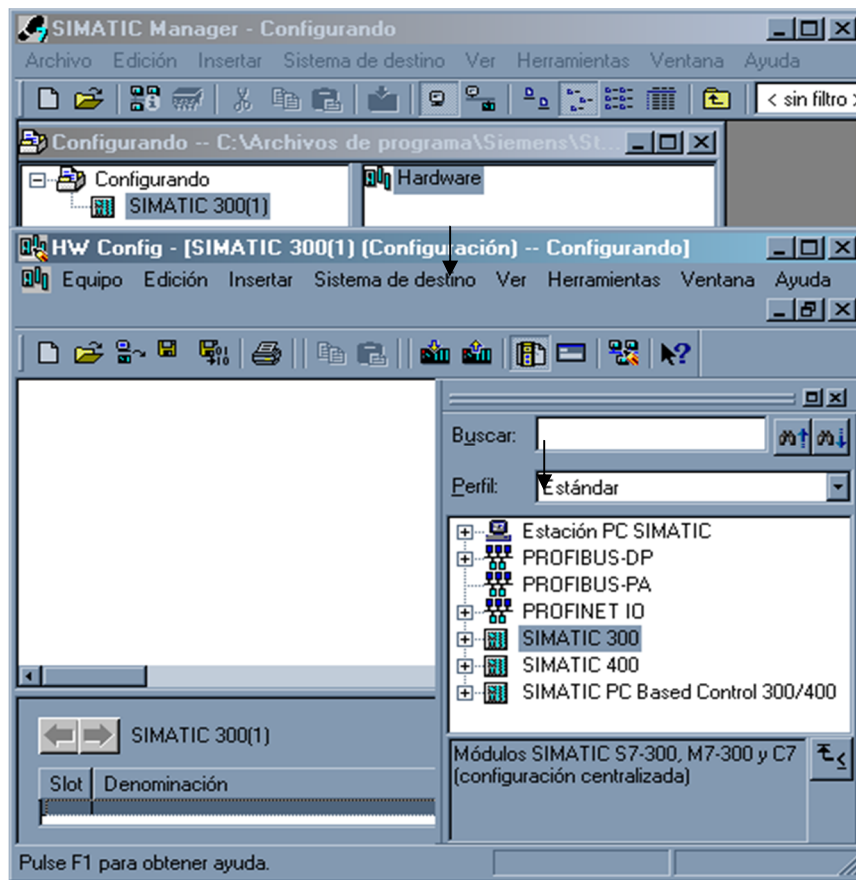 SIMATIC Manager - Configurando
Archivo Edición Insertar Sistema de destino Ver Herramientas Ventana Ayuda
< sin filtro >
Configurando -- C:\Archivos de programa\Siemens\St...
Configurando
Hardware
SIMATIC 300(1)
HW Config - [SIMATIC 300(1) (Configuración) -- Configurando]
Equipo Edición Insertar Sistema de destino Ver Herramientas Ventana Ayuda
Buscar:
Perfil: Estándar
Estación PC SIMATIC
PROFIBUS-DP
PROFIBUS-PA
PROFINET IO
SIMATIC 300
SIMATIC 400
SIMATIC PC Based Control 300/400
SIMATIC 300(1)
Slot Denominación
Módulos SIMATIC S7-300, M7-300 y C7
(configuración centralizada)
Pulse F1 para obtener ayuda.